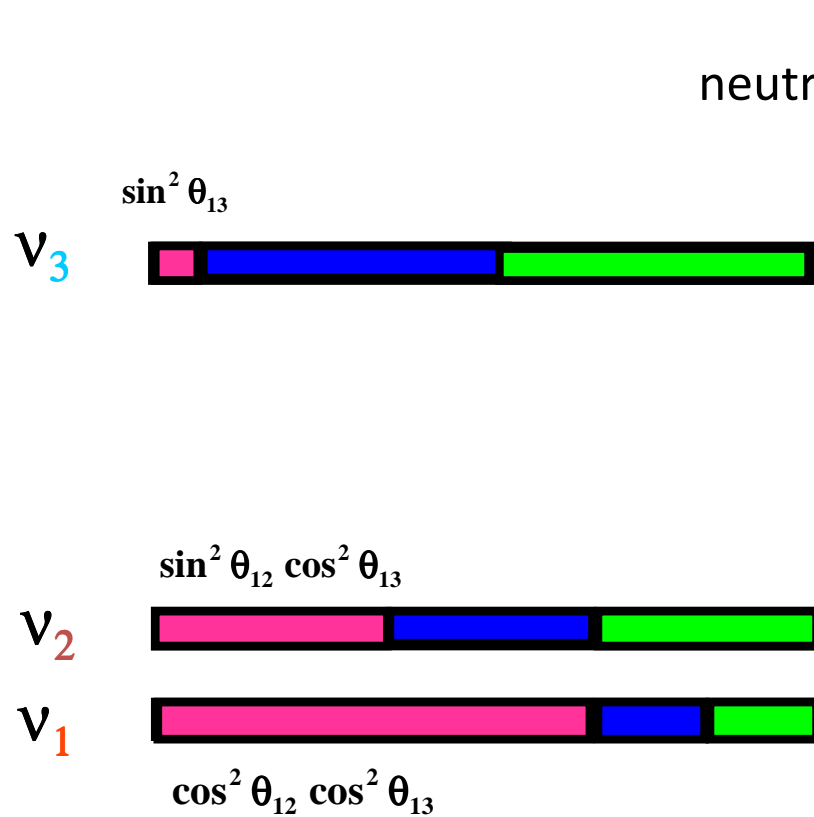 neutr
sin² θ₁₃
ν₃
sin² θ₁₂ cos² θ₁₃
ν₂
ν₁
cos² θ₁₂ cos² θ₁₃